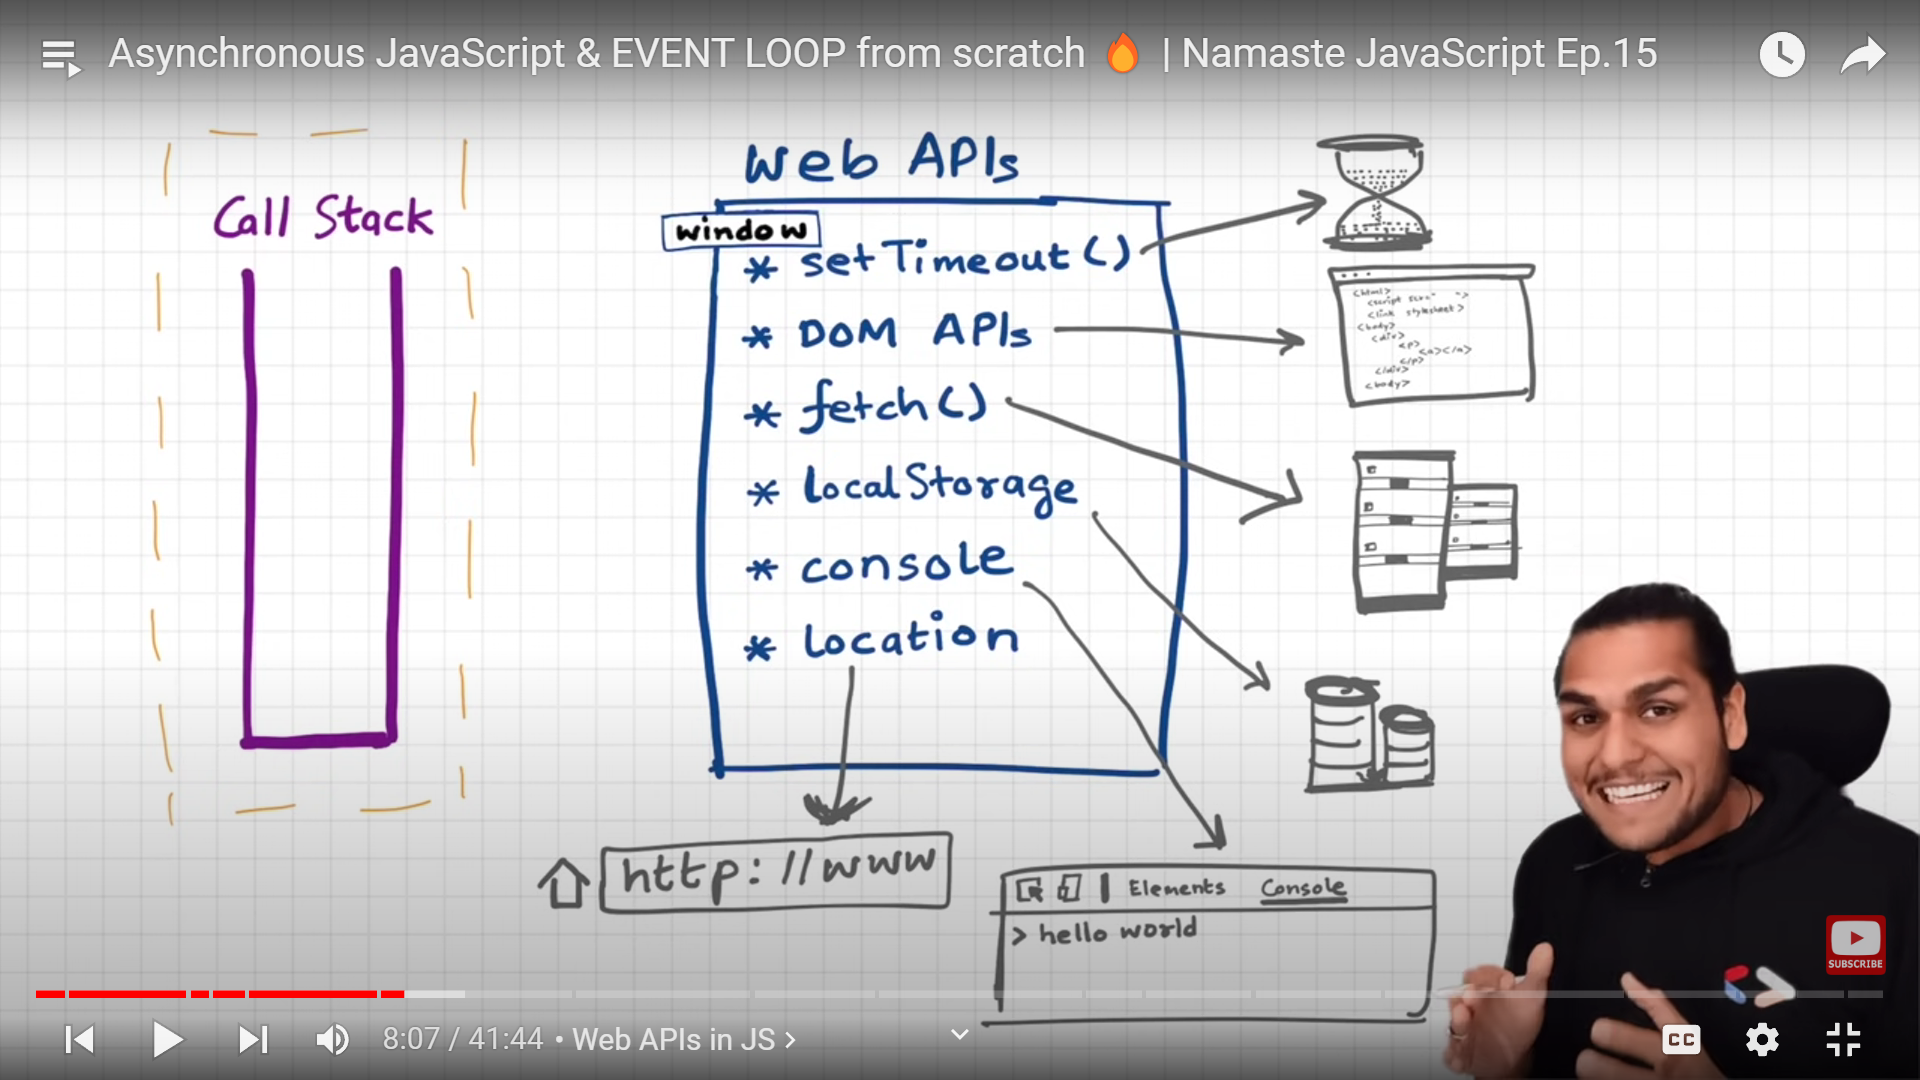 Asynchronous JavaScript & EVENT LOOP from scratch 🔥 | Namaste JavaScript Ep.15
Call Stack
Web APIs
window
* setTimeout()
* DOM APIs
* fetch()
* localStorage
* console
* location
<html>
<link stylesheet>
<body>
<div>
<p>
<a></a>
</p>
</div>
<body>
http://www
Elements Console
> hello world
SUBSCRIBE
8:07 / 41:44 • Web APIs in JS >
CC